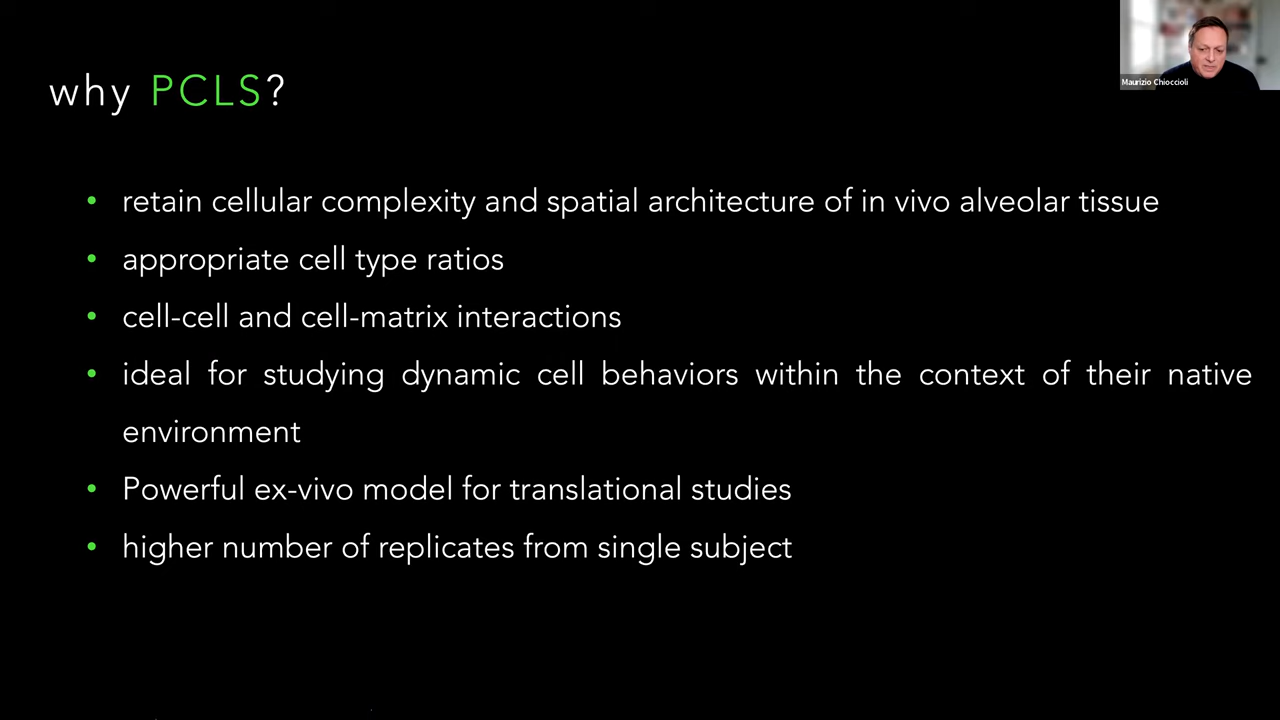 Maurizio Chioccioli
why PCLS?
• retain cellular complexity and spatial architecture of in vivo alveolar tissue
• appropriate cell type ratios
• cell-cell and cell-matrix interactions
• ideal for studying dynamic cell behaviors within the context of their native
environment
• Powerful ex-vivo model for translational studies
• higher number of replicates from single subject